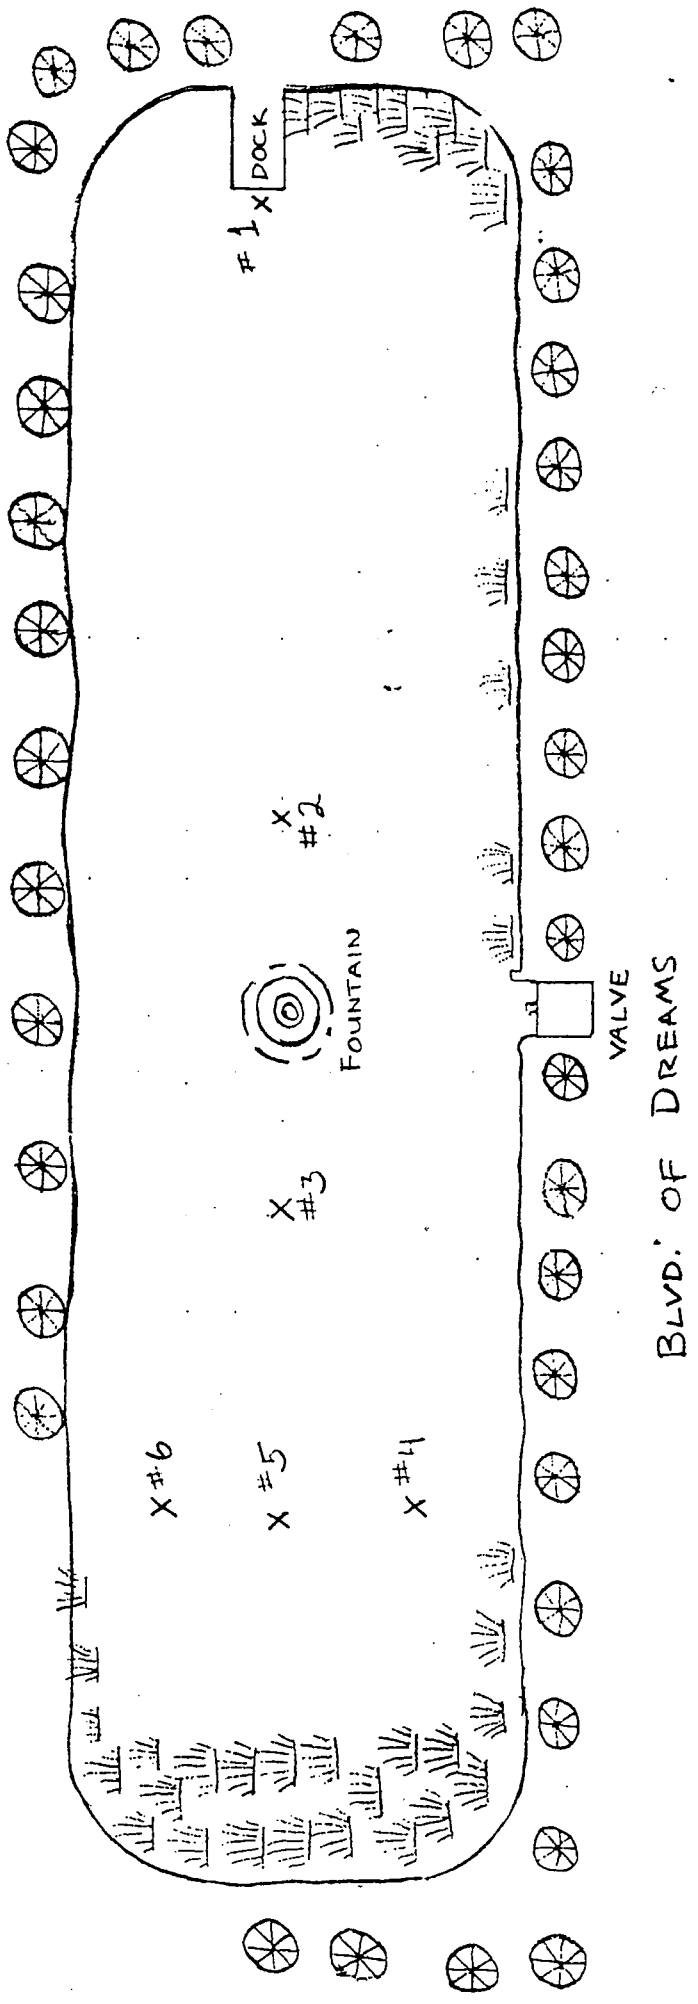 DOCK
X
#1
X
#2
FOUNTAIN
X
#3
VALVE
BLVD. OF DREAMS
X #6
X #5
X #4